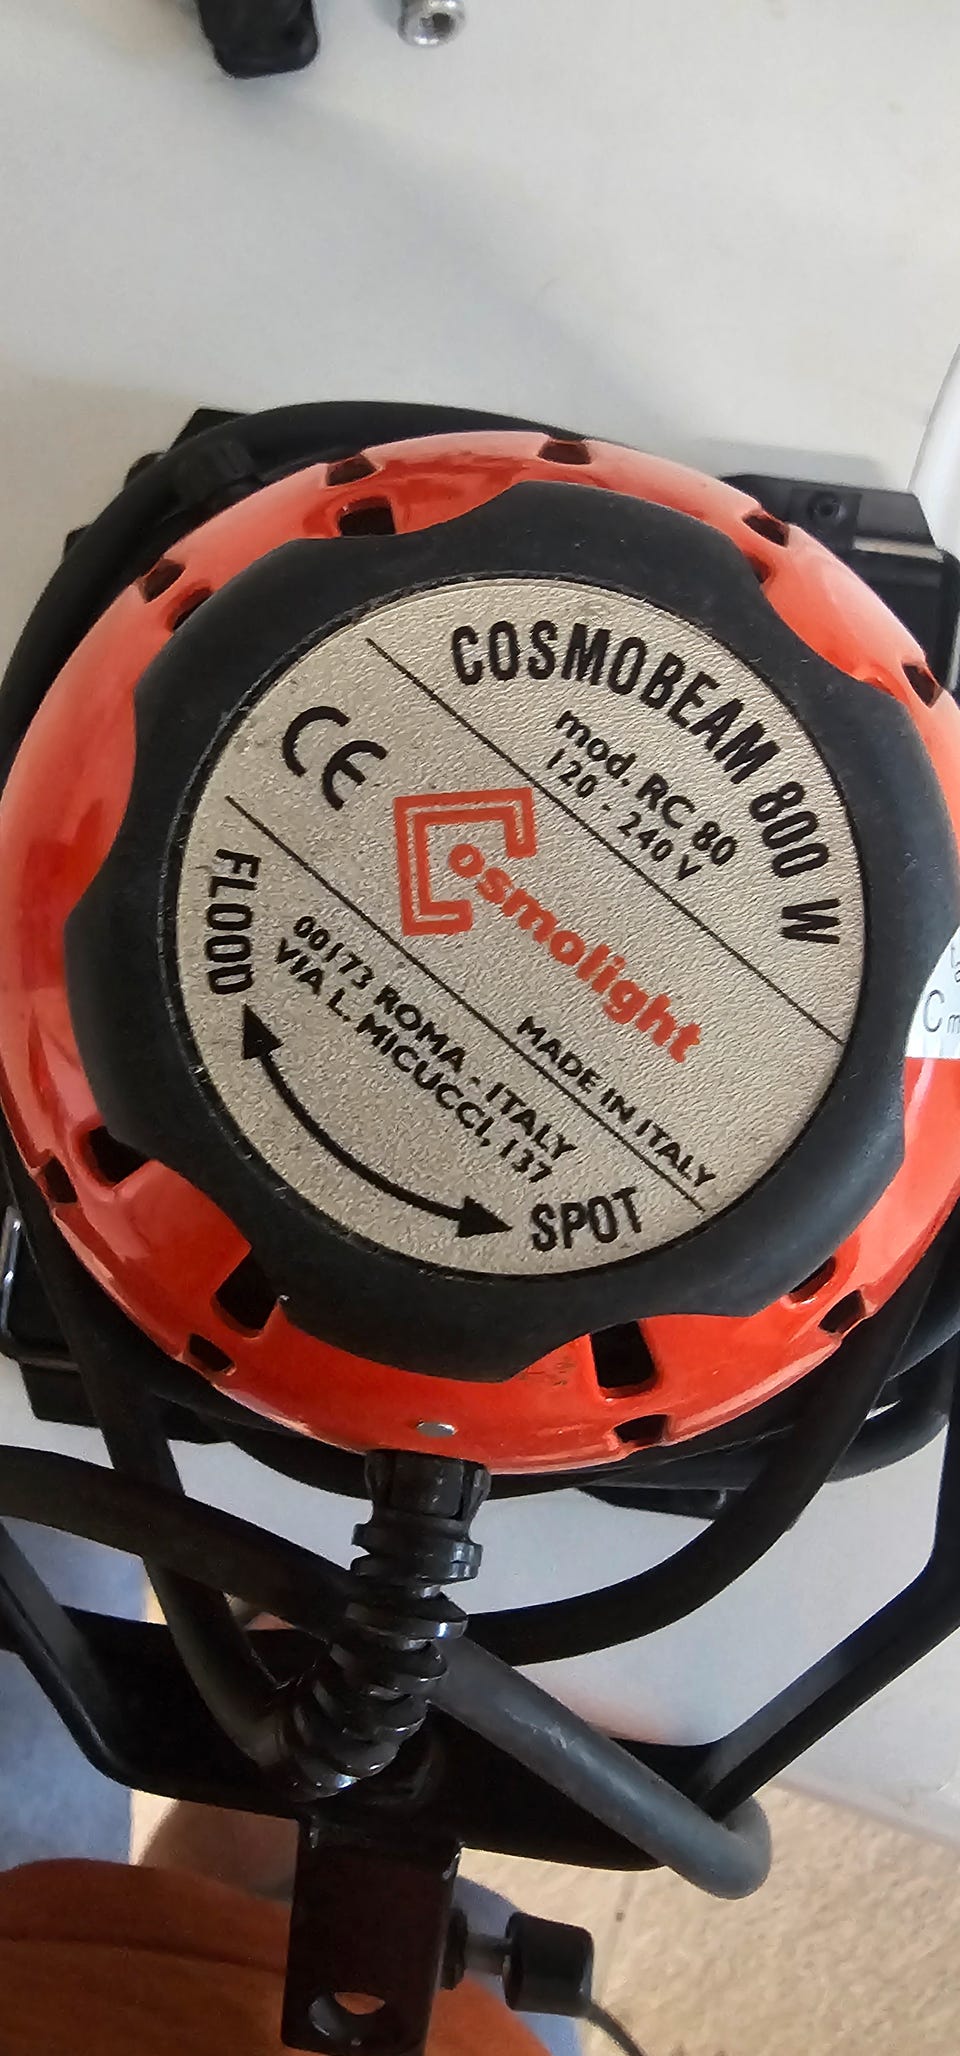 COSMOBEAM 800 W
mod. RC 80
120 - 240 V
CE
Cosmolight
MADE IN ITALY
00173 ROMA - ITALY
VIA L. MICUCCI, 137
FLOOD
SPOT